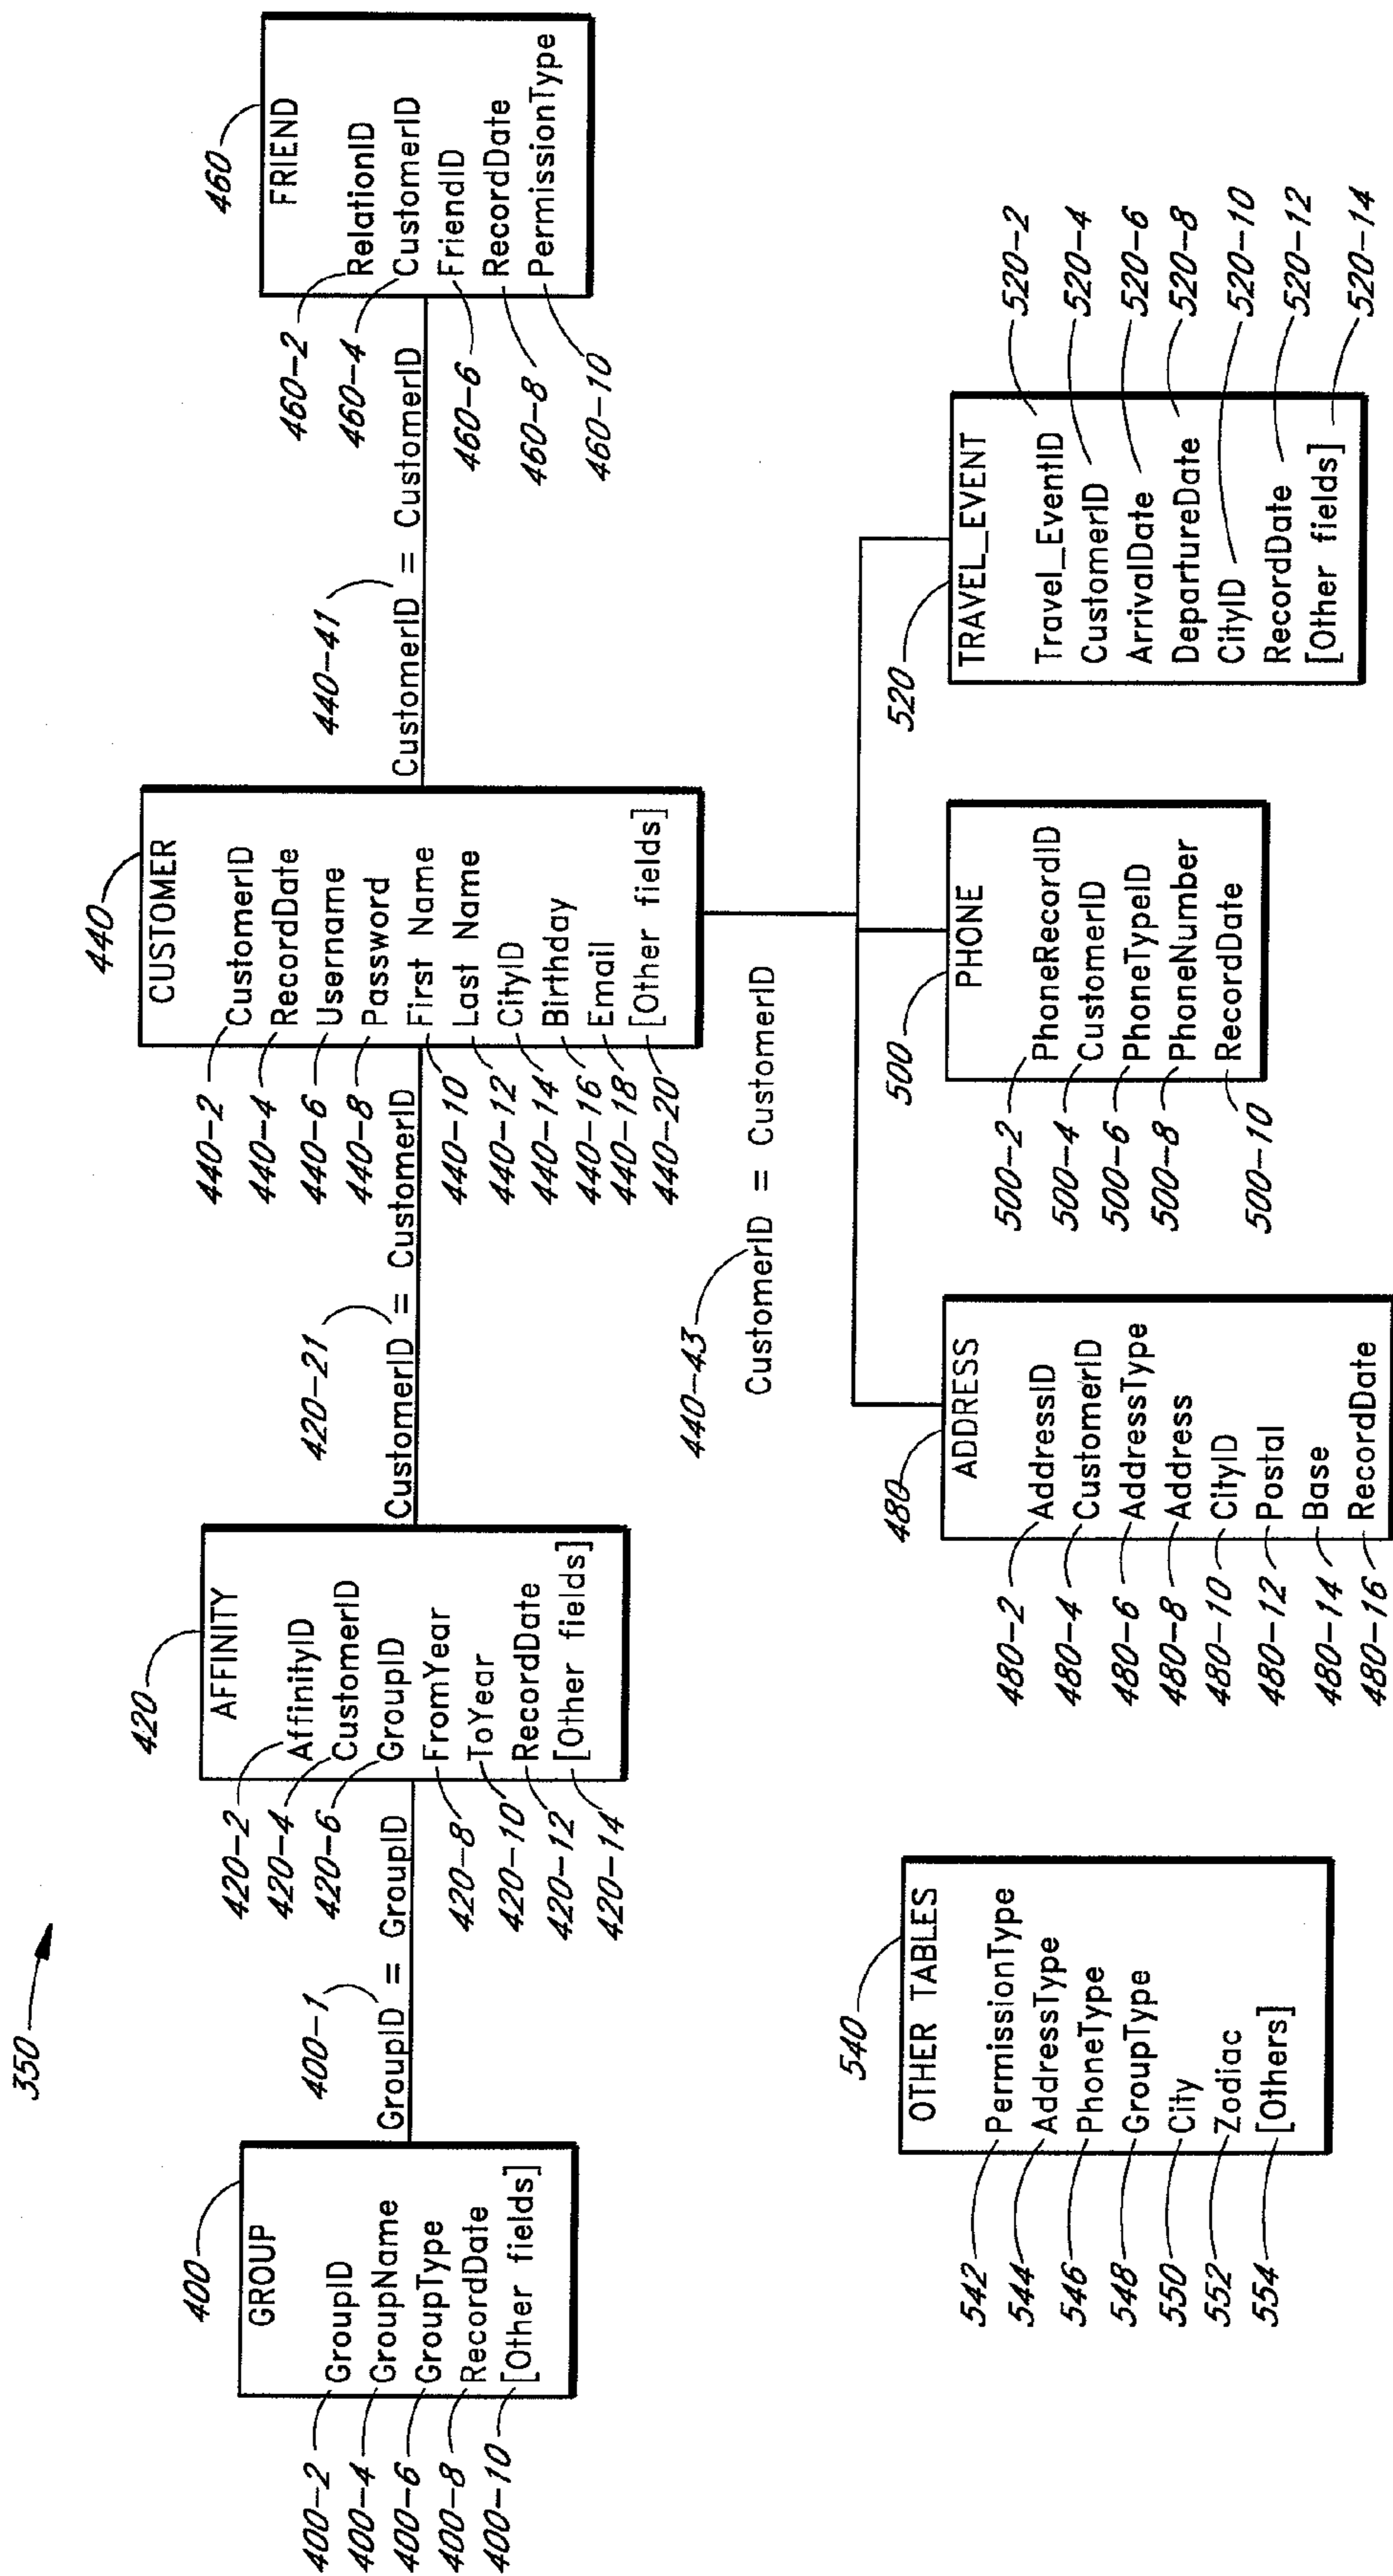 350
400
GROUP
400-2 GroupID
400-4 GroupName
400-6 GroupType
400-8 RecordDate
400-10 [Other fields]
400-1
GroupID = GroupID
420
AFFINITY
420-2 AffinityID
420-4 CustomerID
420-6 GroupID
420-8 FromYear
420-10 ToYear
420-12 RecordDate
420-14 [Other fields]
420-21
CustomerID = CustomerID
440
CUSTOMER
440-2 CustomerID
440-4 RecordDate
440-6 Username
440-8 Password
440-10 First Name
440-12 Last Name
440-14 CityID
440-16 Birthday
440-18 Email
440-20 [Other fields]
440-41
CustomerID = CustomerID
460
FRIEND
460-2 RelationID
460-4 CustomerID
460-6 FriendID
460-8 RecordDate
460-10 PermissionType
440-43
CustomerID = CustomerID
540
OTHER TABLES
542 PermissionType
544 AddressType
546 PhoneType
548 GroupType
550 City
552 Zodiac
554 [Others]
480
ADDRESS
480-2 AddressID
480-4 CustomerID
480-6 AddressType
480-8 Address
480-10 CityID
480-12 Postal
480-14 Base
480-16 RecordDate
500
PHONE
500-2 PhoneRecordID
500-4 CustomerID
500-6 PhoneTypeID
500-8 PhoneNumber
500-10 RecordDate
520
TRAVEL_EVENT
Travel_EventID 520-2
CustomerID 520-4
ArrivalDate 520-6
DepartureDate 520-8
CityID 520-10
RecordDate 520-12
[Other fields] 520-14